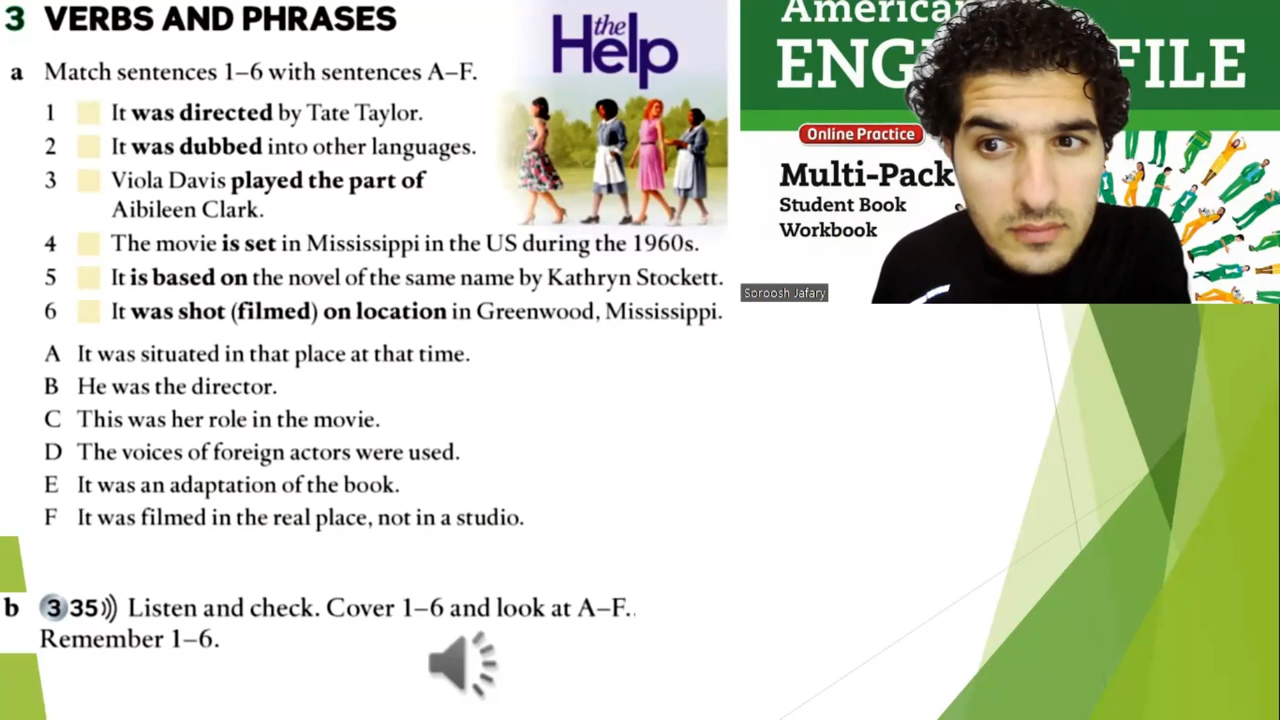 3 VERBS AND PHRASES
a Match sentences 1–6 with sentences A–F.
1 It was directed by Tate Taylor.
2 It was dubbed into other languages.
3 Viola Davis played the part of
Aibileen Clark.
4 The movie is set in Mississippi in the US during the 1960s.
5 It is based on the novel of the same name by Kathryn Stockett.
6 It was shot (filmed) on location in Greenwood, Mississippi.
A It was situated in that place at that time.
B He was the director.
C This was her role in the movie.
D The voices of foreign actors were used.
E It was an adaptation of the book.
F It was filmed in the real place, not in a studio.
b 3 35))) Listen and check. Cover 1–6 and look at A–F.
Remember 1–6.
the
Help
America
ENG FILE
Online Practice
Multi-Pack
Student Book
Workbook
Soroosh Jafary